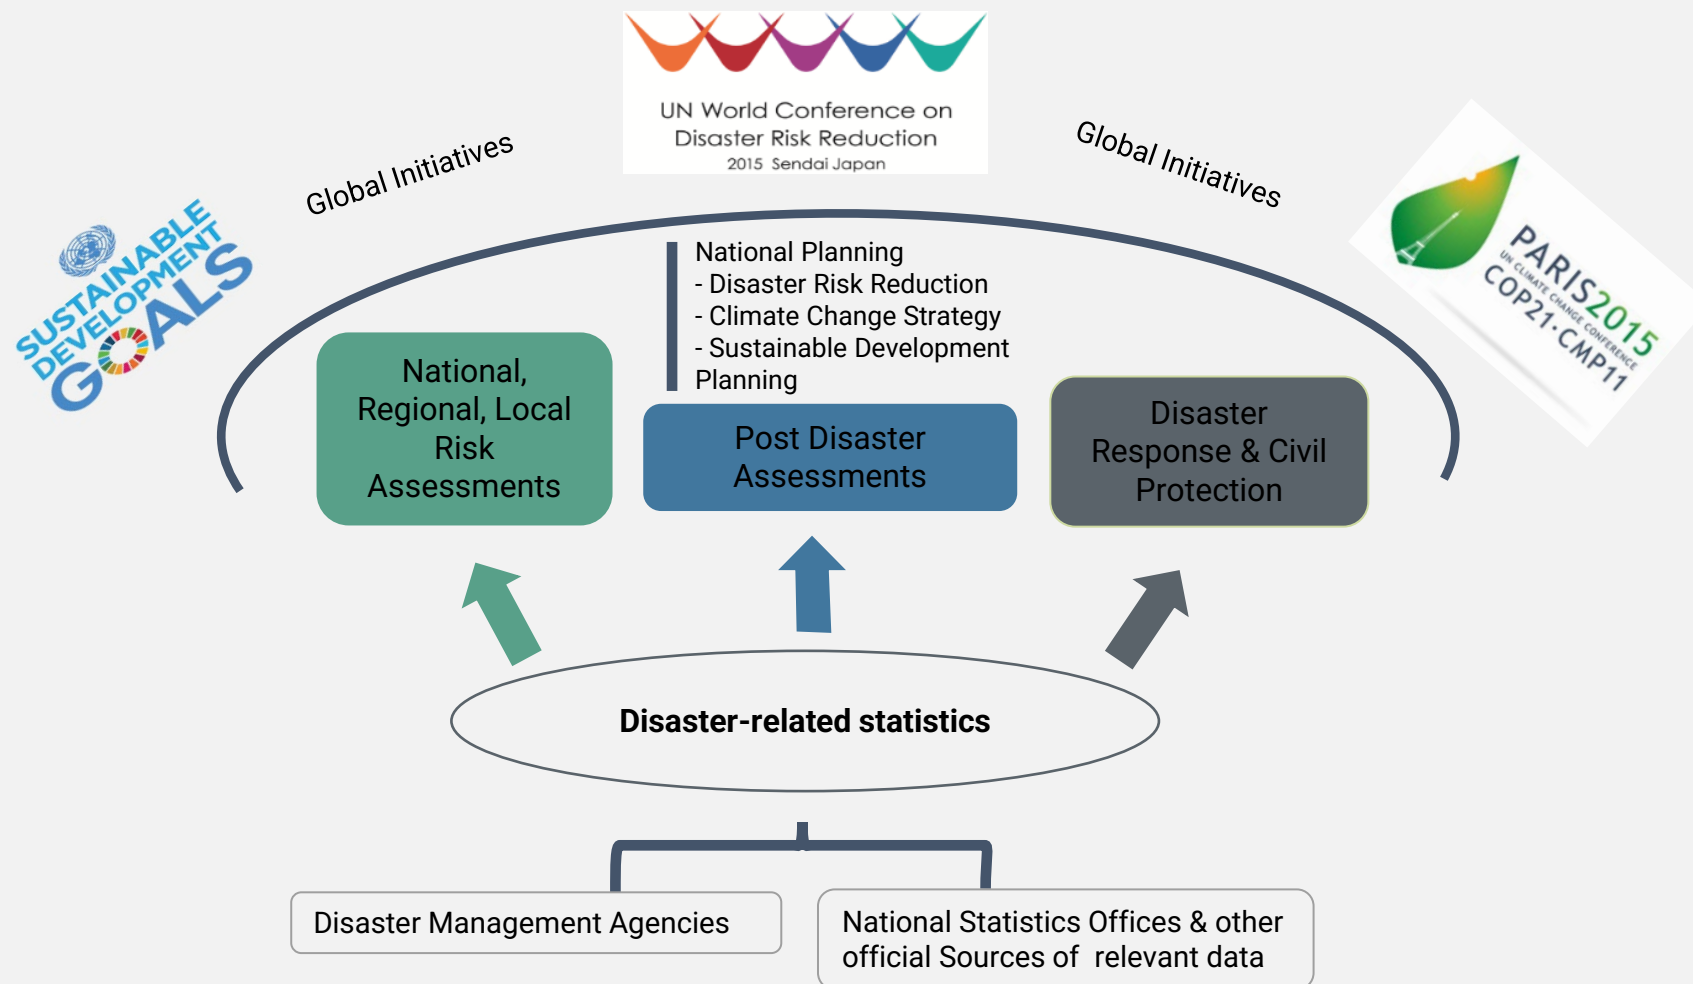 UN World Conference on
Disaster Risk Reduction
2015 Sendai Japan
Global Initiatives
Global Initiatives
SUSTAINABLE
DEVELOPMENT
GOALS
PARIS2015
UN CLIMATE CHANGE CONFERENCE
COP21·CMP11
National Planning
- Disaster Risk Reduction
- Climate Change Strategy
- Sustainable Development
Planning
National,
Regional, Local
Risk
Assessments
Post Disaster
Assessments
Disaster
Response & Civil
Protection
Disaster-related statistics
Disaster Management Agencies
National Statistics Offices & other
official Sources of relevant data